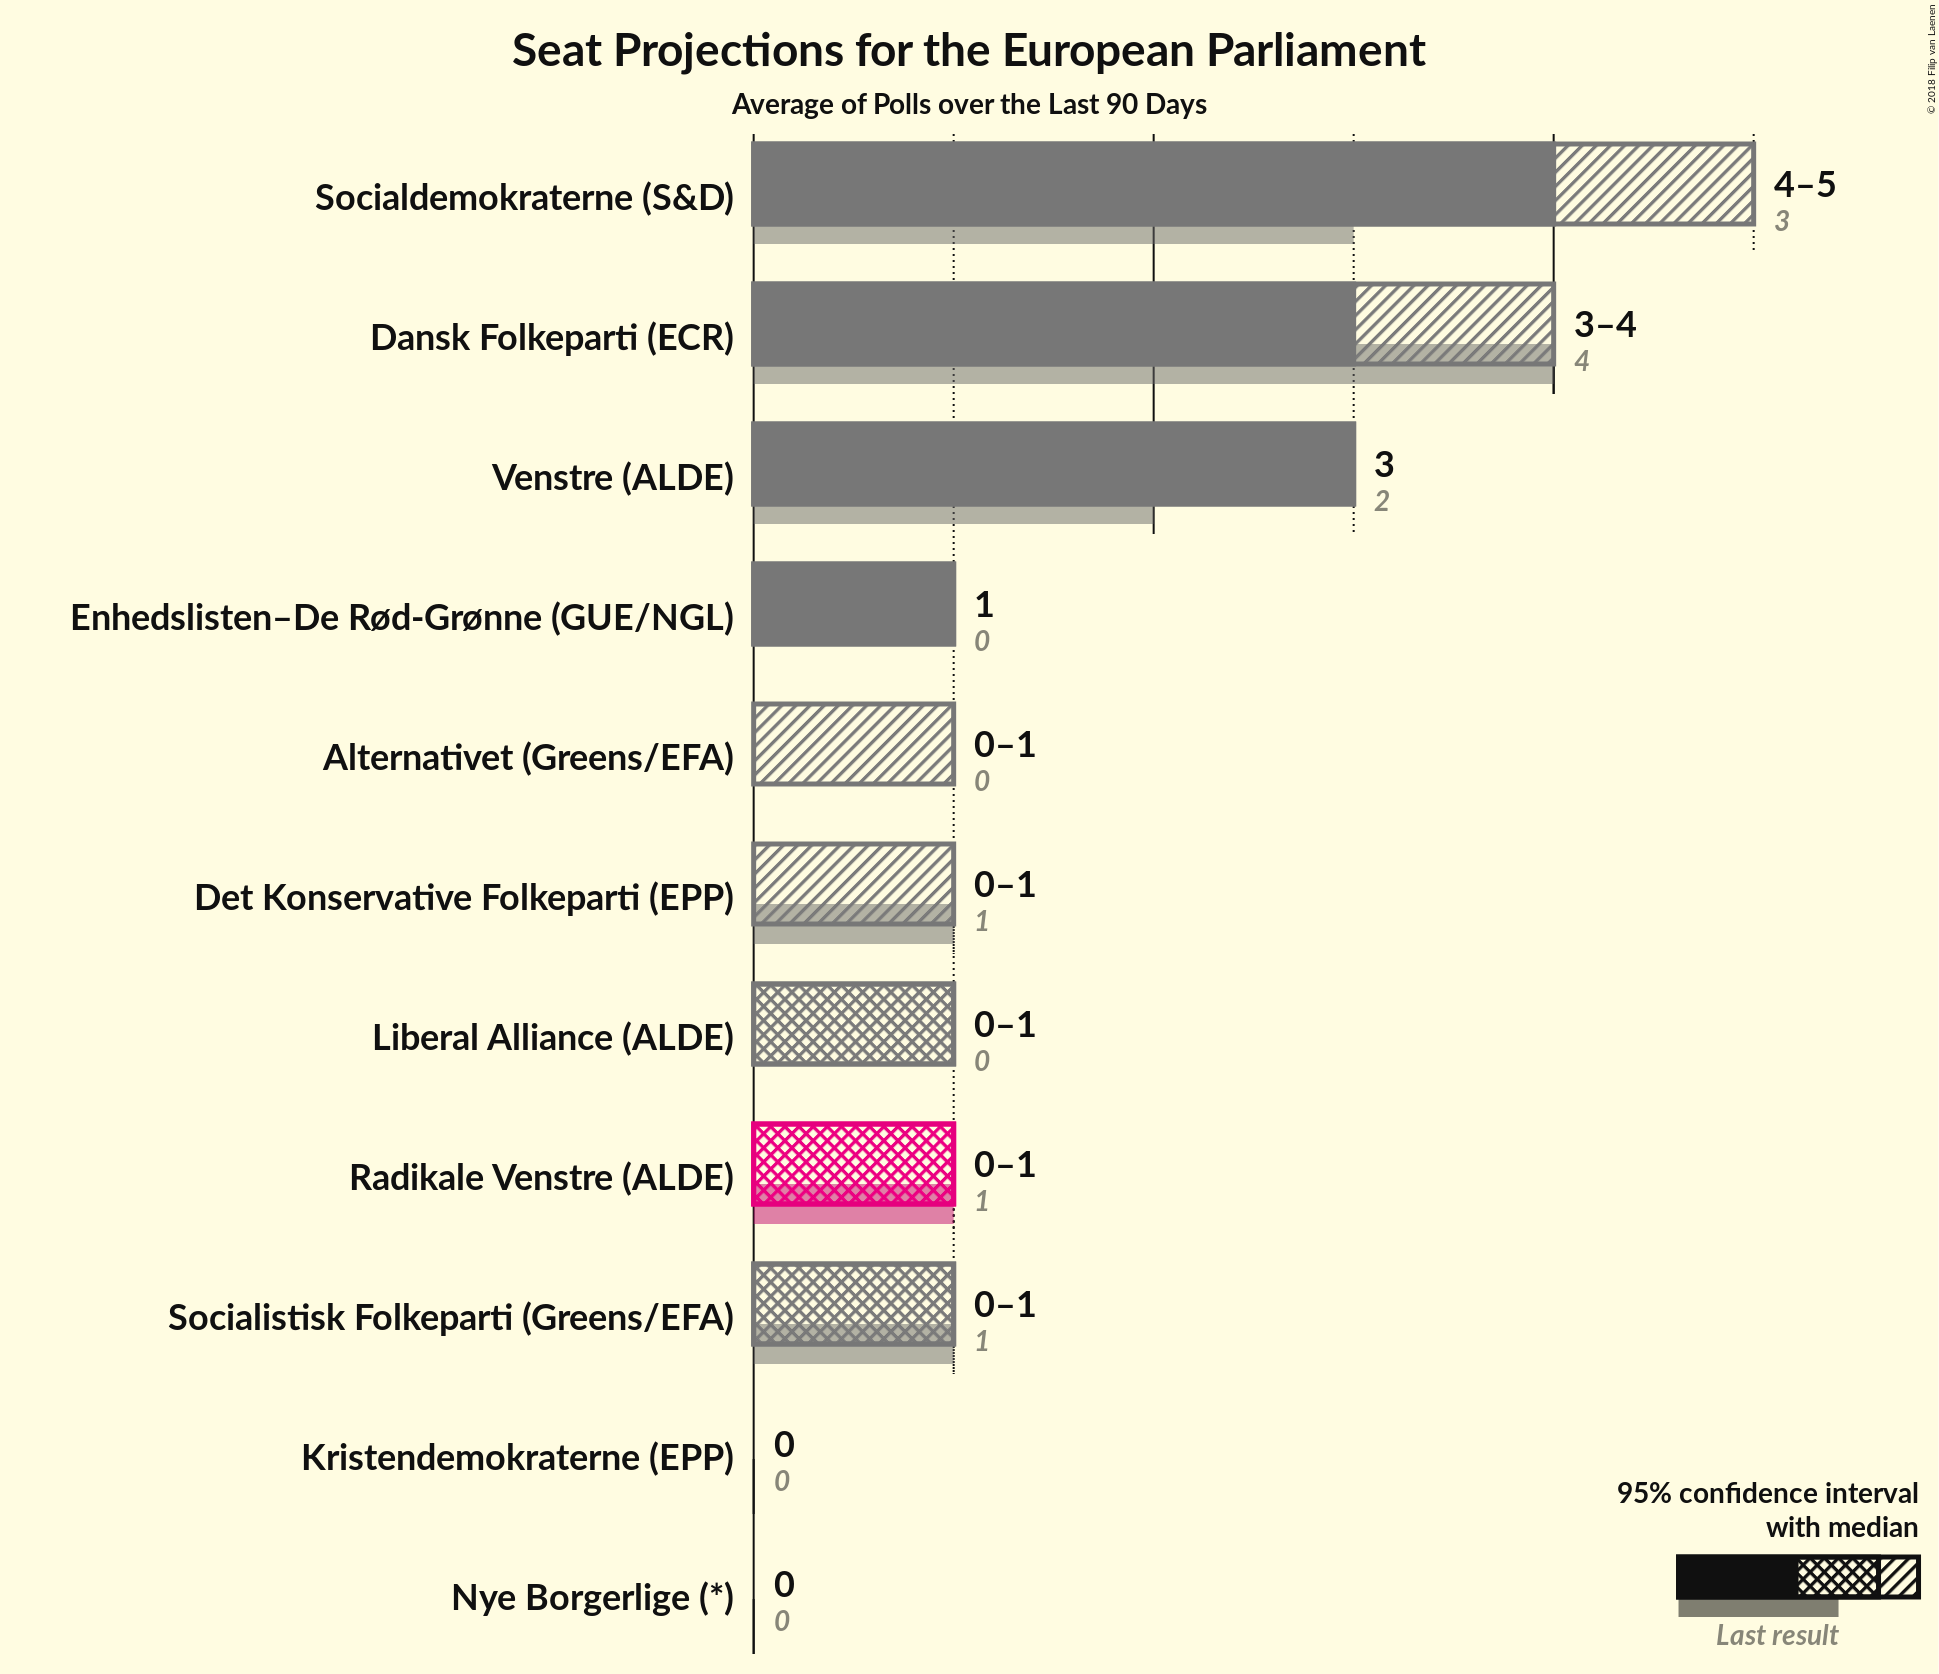 Seat Projections for the European Parliament
Average of Polls over the Last 90 Days
© 2018 Filip van Laenen
Socialdemokraterne (S&D)
4–5
3
Dansk Folkeparti (ECR)
3–4
4
Venstre (ALDE)
3
2
Enhedslisten–De Rød-Grønne (GUE/NGL)
1
0
Alternativet (Greens/EFA)
0–1
0
Det Konservative Folkeparti (EPP)
0–1
1
Liberal Alliance (ALDE)
0–1
0
Radikale Venstre (ALDE)
0–1
1
Socialistisk Folkeparti (Greens/EFA)
0–1
1
Kristendemokraterne (EPP)
0
0
Nye Borgerlige (*)
0
0
95% confidence interval
with median
Last result